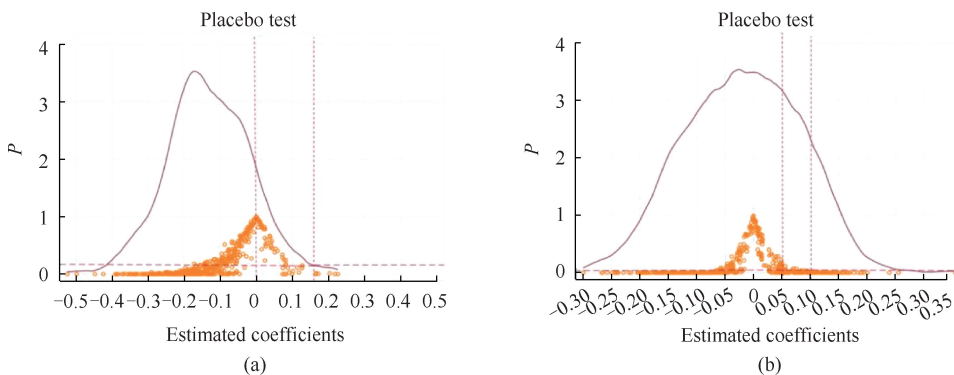 Placebo test
4
3
P
2
1
0
−0.5 −0.4 −0.3 −0.2 −0.1 0 0.1 0.2 0.3 0.4 0.5
Estimated coefficients
(a)
Placebo test
4
3
P
2
1
0
−0.30 −0.25 −0.20 −0.15 −0.10 −0.05 0 0.05 0.10 0.15 0.20 0.25 0.30 0.35
Estimated coefficients
(b)